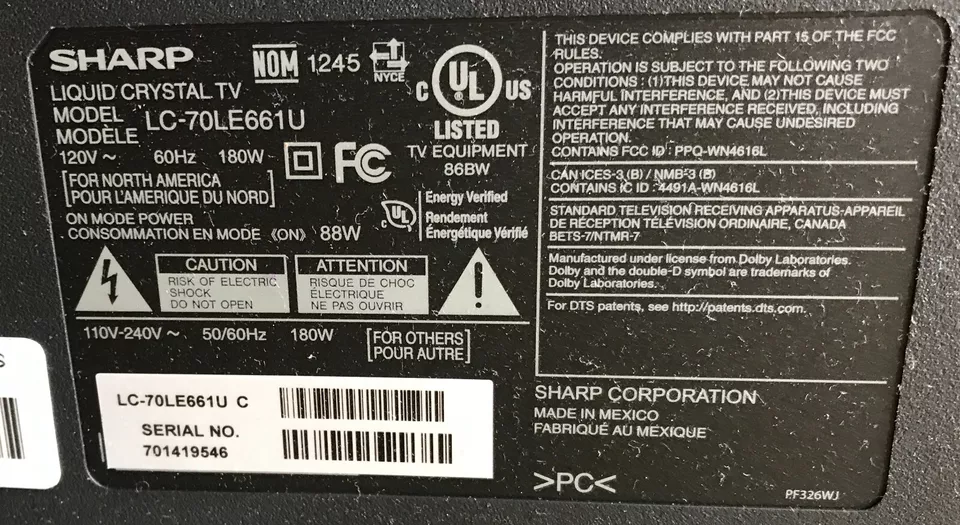 SHARP
NOM 1245 NYCE
LIQUID CRYSTAL TV
MODEL
MODÈLE LC-70LE661U
120V ~ 60Hz 180W
FC
[FOR NORTH AMERICA
POUR L'AMERIQUE DU NORD]
ON MODE POWER
CONSOMMATION EN MODE 《ON》 88W
C UL US
LISTED
TV EQUIPMENT
86BW
UL
Energy Verified
Rendement
Énergétique Vérifié
CAUTION
RISK OF ELECTRIC
SHOCK
DO NOT OPEN
ATTENTION
RISQUE DE CHOC
ÉLECTRIQUE
NE PAS OUVRIR
!
110V-240V ~ 50/60Hz 180W
[FOR OTHERS
POUR AUTRE]
LC-70LE661U C
SERIAL NO.
701419546
THIS DEVICE COMPLIES WITH PART 15 OF THE FCC
RULES.
OPERATION IS SUBJECT TO THE FOLLOWING TWO
CONDITIONS : (1)THIS DEVICE MAY NOT CAUSE
HARMFUL INTERFERENCE, AND (2)THIS DEVICE MUST
ACCEPT ANY INTERFERENCE RECEIVED, INCLUDING
INTERFERENCE THAT MAY CAUSE UNDESIRED
OPERATION.
CONTAINS FCC ID : PPQ-WN4616L
CAN ICES-3 (B) / NMB-3 (B)
CONTAINS IC ID : 4491A-WN4616L
STANDARD TELEVISION RECEIVING APPARATUS-APPAREIL
DE RÉCEPTION TÉLÉVISION ORDINAIRE, CANADA
BETS-7/NTMR-7
Manufactured under license from Dolby Laboratories.
Dolby and the double-D symbol are trademarks of
Dolby Laboratories.
For DTS patents, see http://patents.dts.com.
SHARP CORPORATION
MADE IN MEXICO
FABRIQUÉ AU MEXIQUE
>PC<
PF326WJ
S